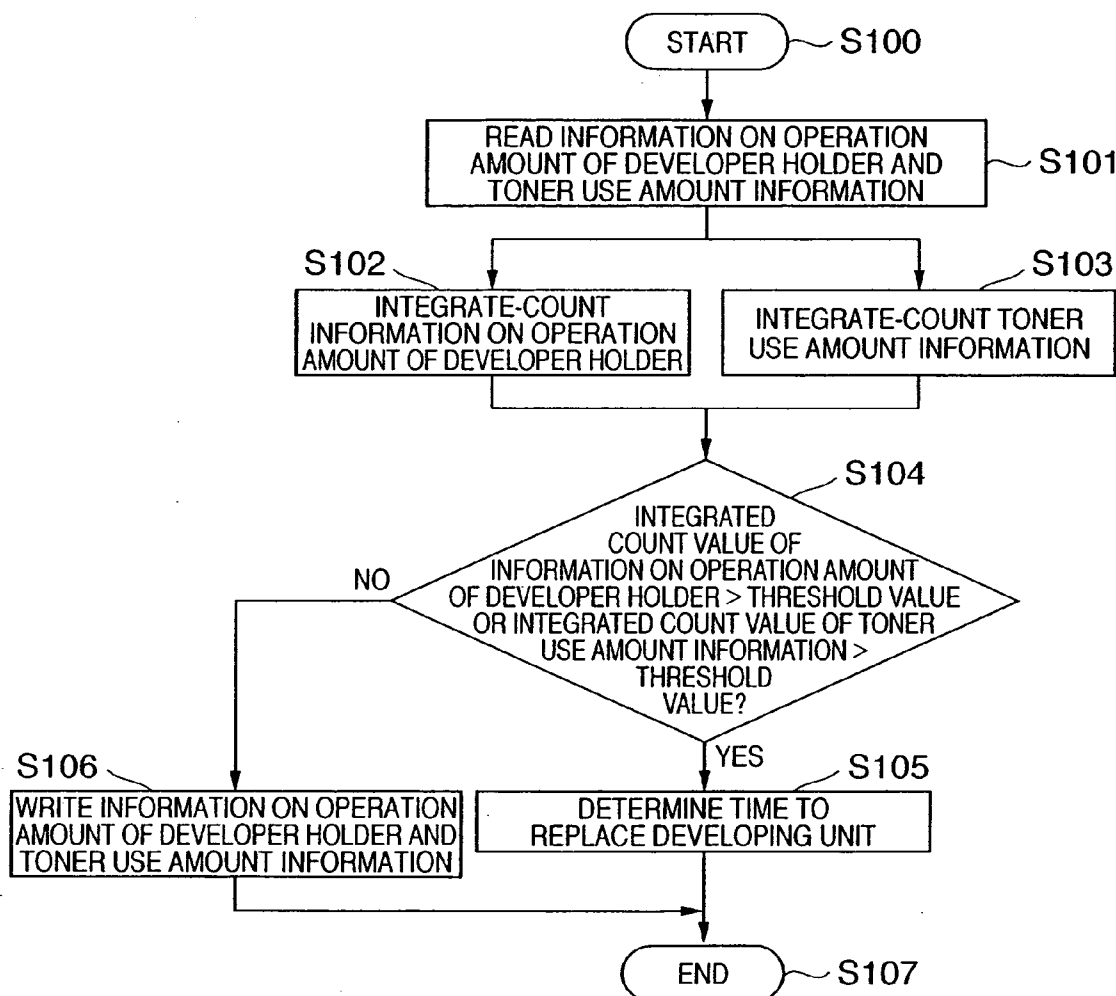 START
S100
READ INFORMATION ON OPERATION
AMOUNT OF DEVELOPER HOLDER AND
TONER USE AMOUNT INFORMATION
S101
S102
INTEGRATE-COUNT
INFORMATION ON OPERATION
AMOUNT OF DEVELOPER HOLDER
S103
INTEGRATE-COUNT TONER
USE AMOUNT INFORMATION
S104
INTEGRATED
COUNT VALUE OF
INFORMATION ON OPERATION AMOUNT
OF DEVELOPER HOLDER > THRESHOLD VALUE
OR INTEGRATED COUNT VALUE OF TONER
USE AMOUNT INFORMATION >
THRESHOLD
VALUE?
NO
YES
S106
WRITE INFORMATION ON OPERATION
AMOUNT OF DEVELOPER HOLDER AND
TONER USE AMOUNT INFORMATION
S105
DETERMINE TIME TO
REPLACE DEVELOPING UNIT
END
S107